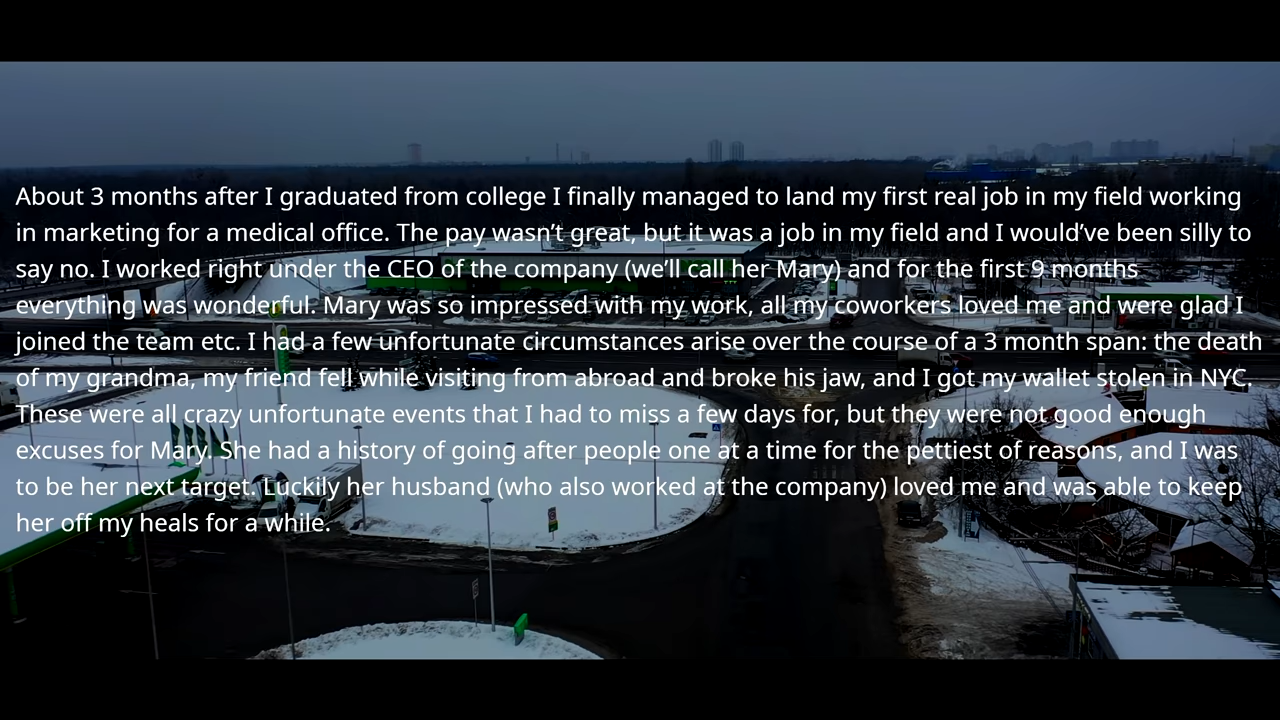 About 3 months after I graduated from college I finally managed to land my first real job in my field working
in marketing for a medical office. The pay wasn’t great, but it was a job in my field and I would’ve been silly to
say no. I worked right under the CEO of the company (we’ll call her Mary) and for the first 9 months
everything was wonderful. Mary was so impressed with my work, all my coworkers loved me and were glad I
joined the team etc. I had a few unfortunate circumstances arise over the course of a 3 month span: the death
of my grandma, my friend fell while visiting from abroad and broke his jaw, and I got my wallet stolen in NYC.
These were all crazy unfortunate events that I had to miss a few days for, but they were not good enough
excuses for Mary. She had a history of going after people one at a time for the pettiest of reasons, and I was
to be her next target. Luckily her husband (who also worked at the company) loved me and was able to keep
her off my heals for a while.